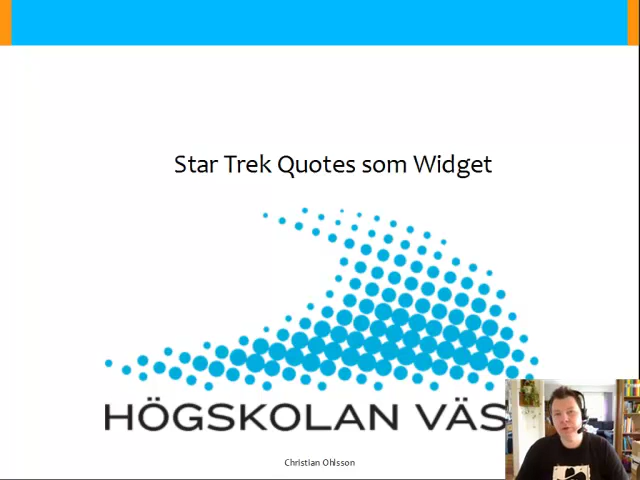 Star Trek Quotes som Widget
HÖGSKOLAN VÄS
Christian Ohlsson